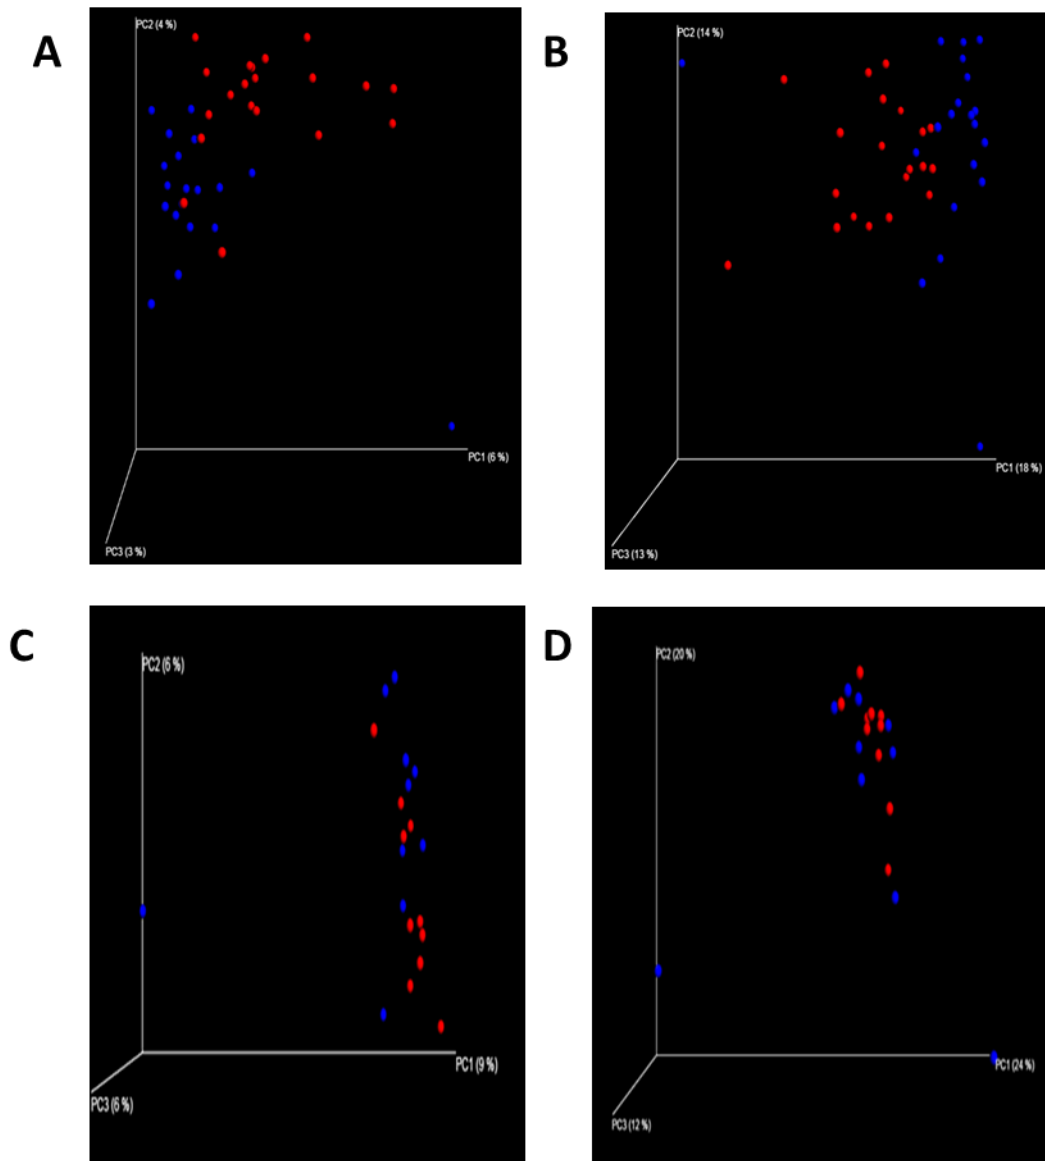 A
PC2 (4 %)
PC1 (6 %)
PC3 (3 %)
B
PC2 (14 %)
PC1 (18 %)
PC3 (13 %)
C
PC2 (6 %)
PC1 (9 %)
PC3 (6 %)
D
PC2 (20 %)
PC1 (24 %)
PC3 (12 %)